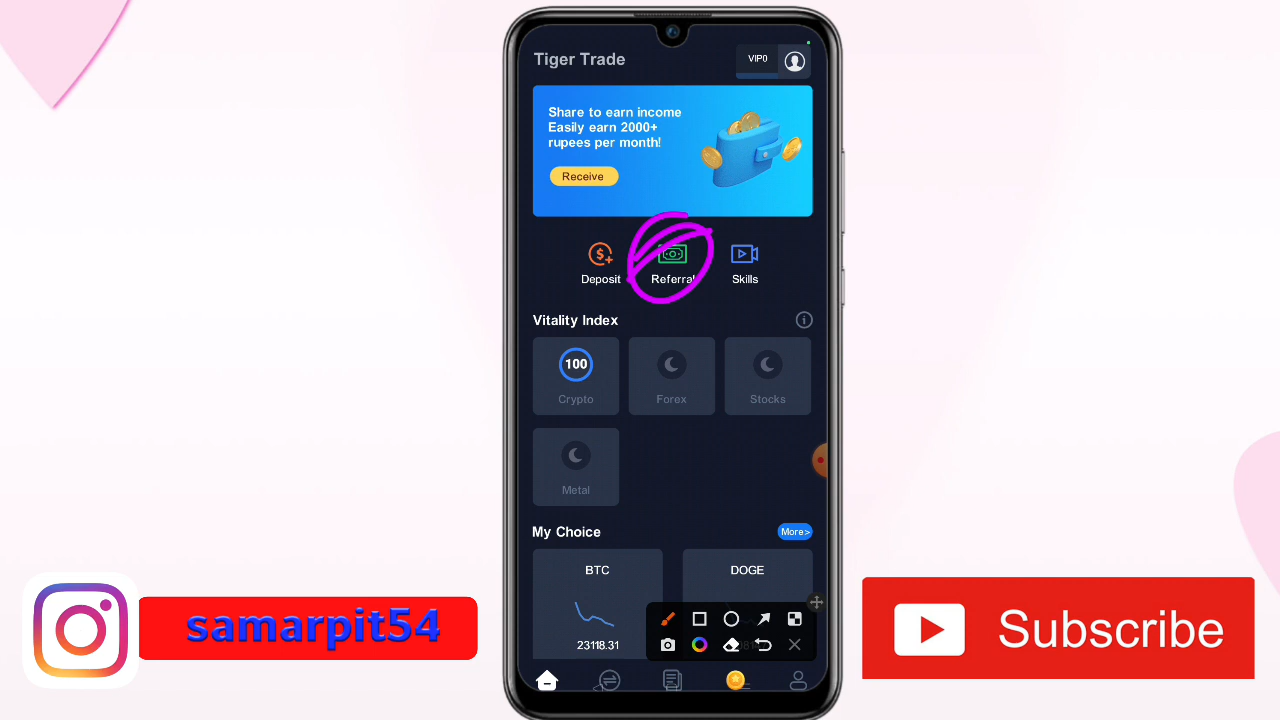 Tiger Trade
VIP0
Share to earn income
Easily earn 2000+
rupees per month!
Receive
Deposit
Referral
Skills
Vitality Index
100
Crypto
Forex
Stocks
Metal
My Choice
More>
BTC
DOGE
23118.31
samarpit54
Subscribe